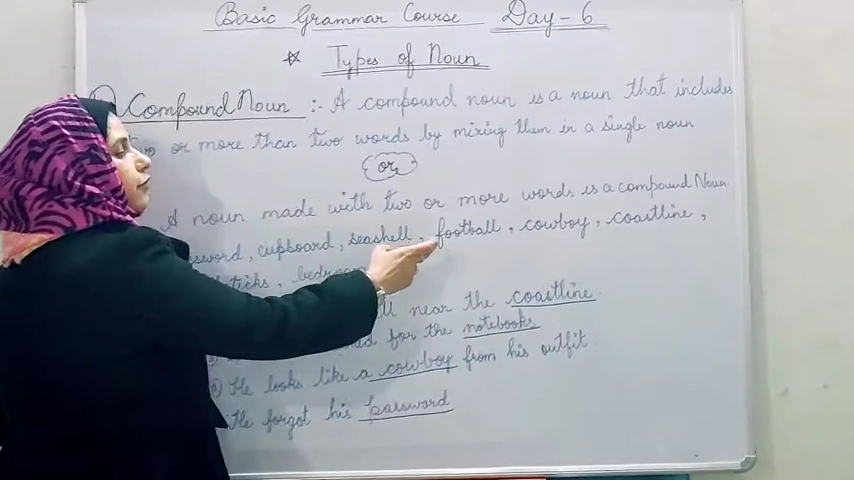 Basic Grammar Course Day - 6
☆ Types of Noun
Compound Noun :- A compound noun is a noun that includes
two or more than two words by mixing them in a single noun
or
A noun made with two or more words is a compound Noun
cupboard, seashell, football, cowboy, coastline,
near the coastline
for the notebooks
He looks like a cowboy from his outfit
He forgot his password